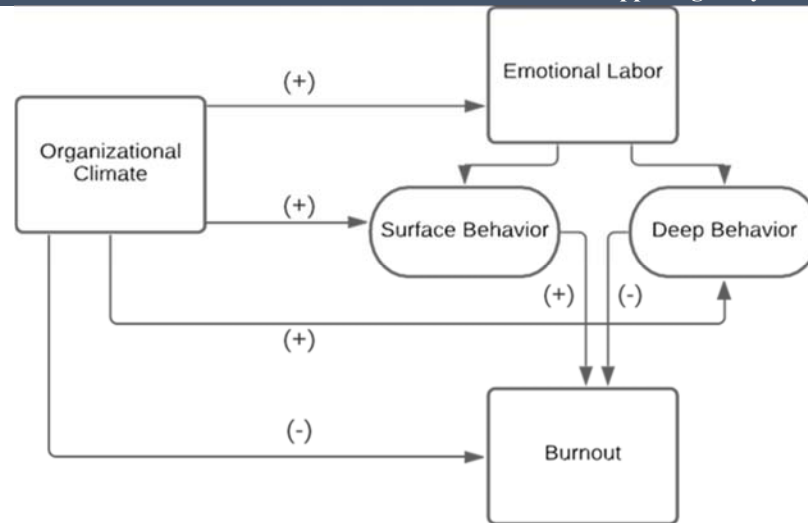 Emotional Labor
(+)
Organizational
Climate
(+)
Surface Behavior
Deep Behavior
(+)
(-)
(+)
(-)
Burnout